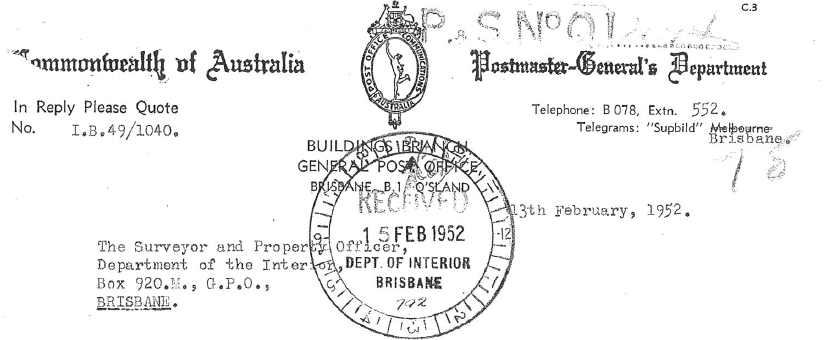 C.3
P & S No
Commonwealth of Australia
POST OFFICE COMMUNICATIONS
AUSTRALIA
Postmaster-General's Department
In Reply Please Quote
No. I.B.49/1040.
Telephone: B 078, Extn. 552.
Telegrams: "Supbild" Melbourne
Brisbane.
BUILDINGS BRANCH
GENERAL POST OFFICE
BRISBANE, B.1 Q'SLAND
RECEIVED
13th February, 1952.
15 FEB 1952
DEPT. OF INTERIOR
BRISBANE
792
The Surveyor and Property Officer,
Department of the Interior,
Box 920.M., G.P.O.,
BRISBANE.